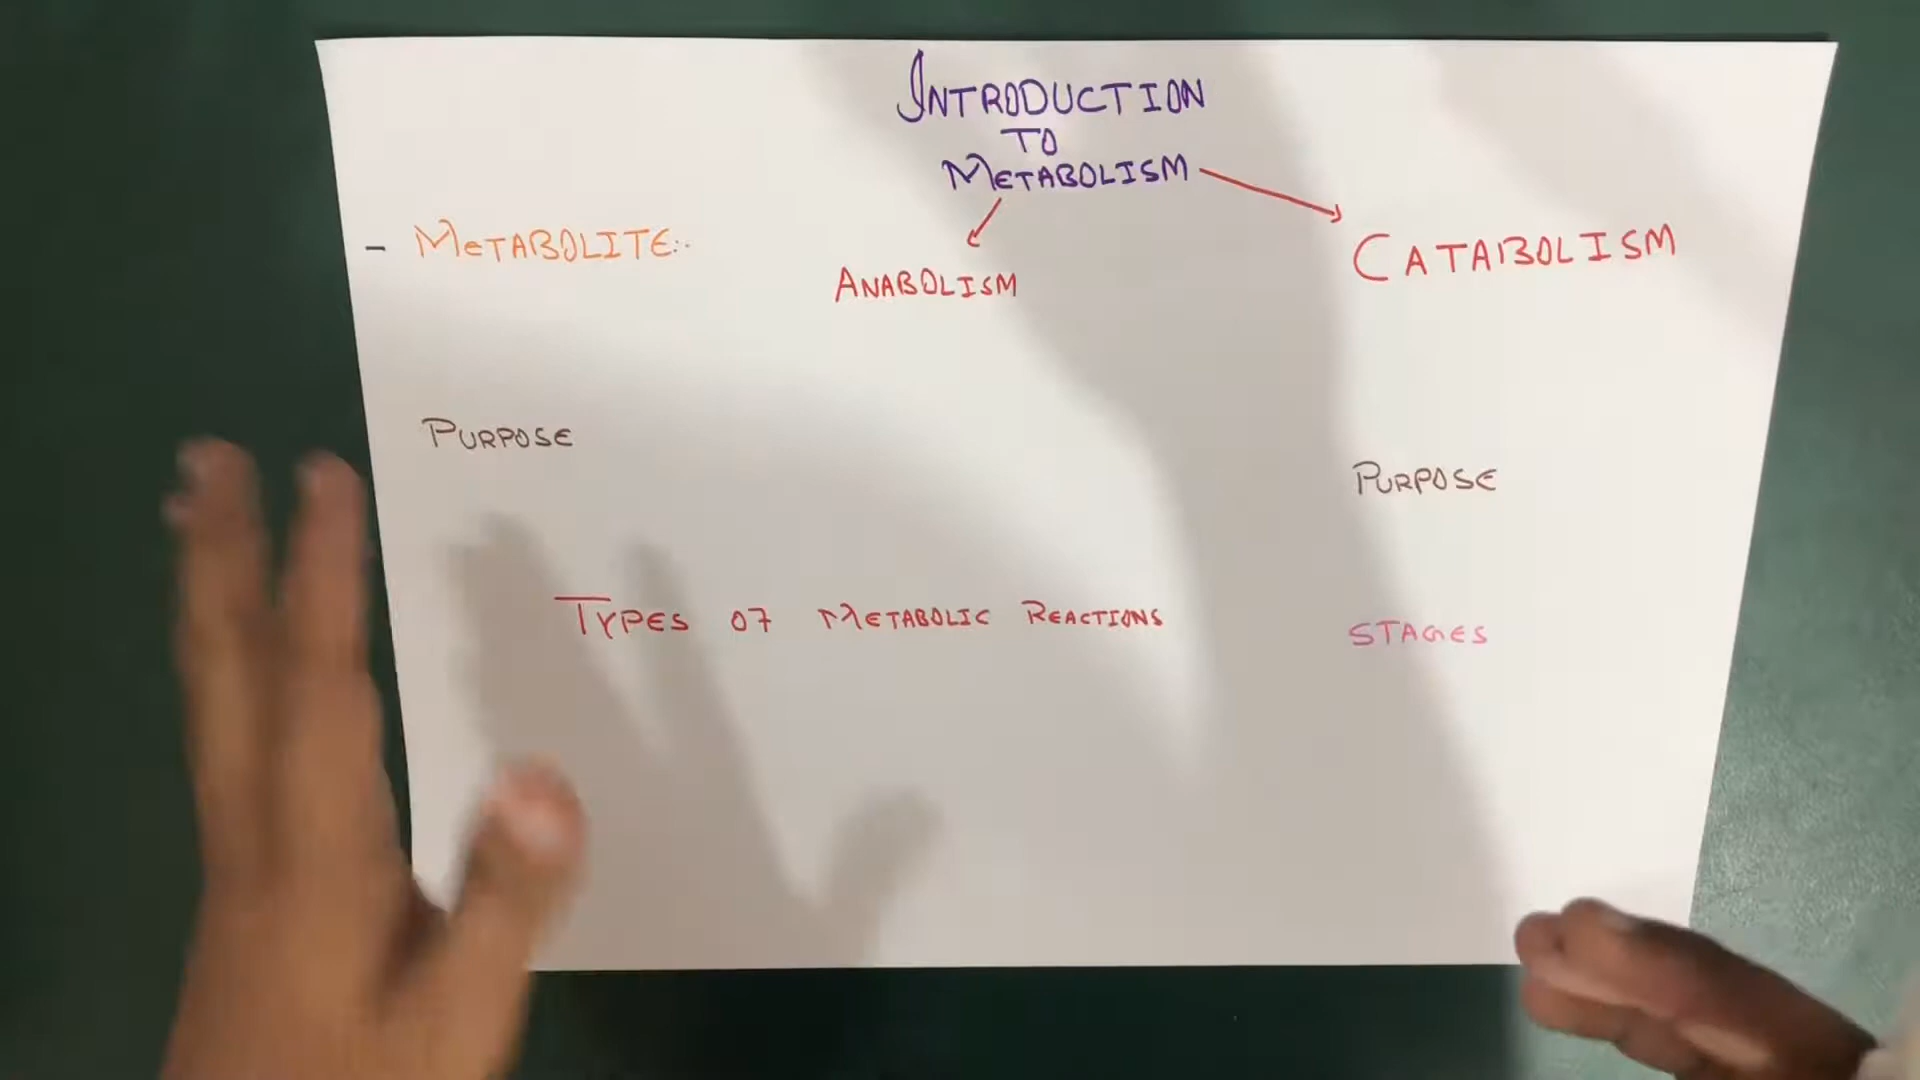 INTRODUCTION
TO
METABOLISM
- METABOLITE:-
ANABOLISM
CATABOLISM
PURPOSE
PURPOSE
TYPES OF METABOLIC REACTIONS
STAGES